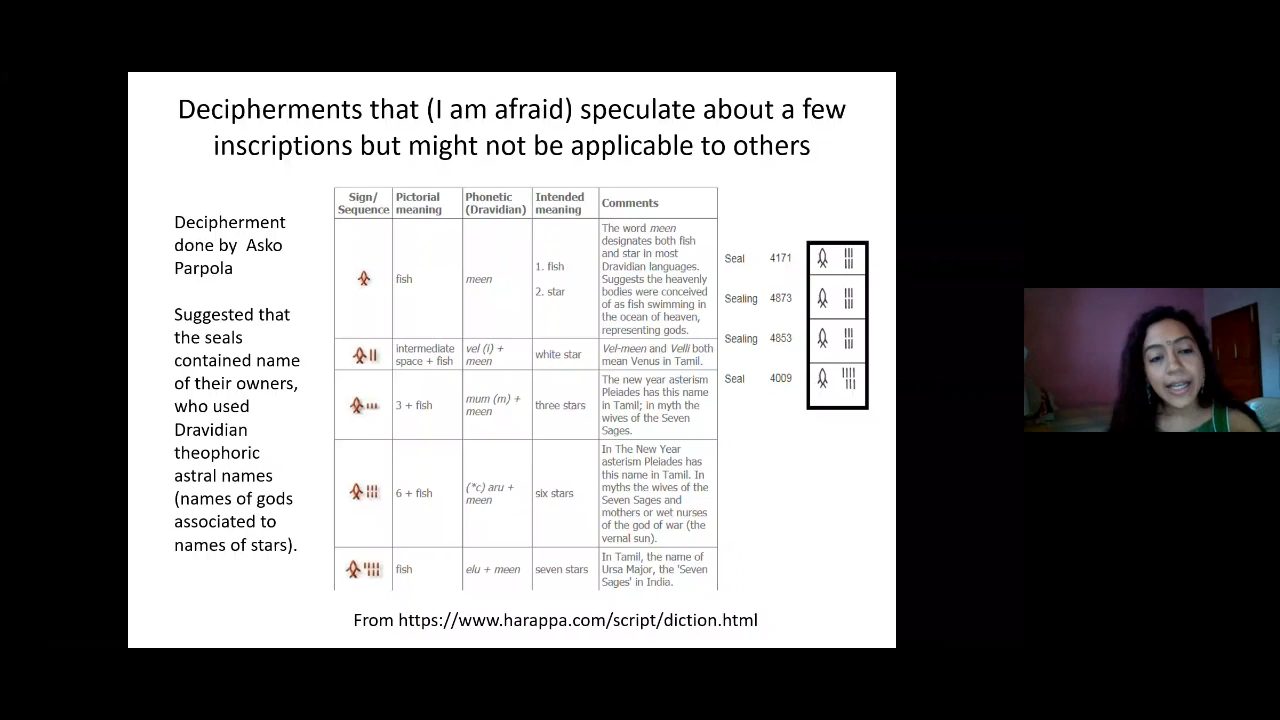 Decipherments that (I am afraid) speculate about a few
inscriptions but might not be applicable to others
Decipherment
done by Asko
Parpola
Suggested that
the seals
contained name
of their owners,
who used
Dravidian
theophoric
astral names
(names of gods
associated to
names of stars).
Sign/
Sequence
Pictorial
meaning
Phonetic
(Dravidian)
Intended
meaning
Comments
fish
meen
1. fish
2. star
The word meen
designates both fish
and star in most
Dravidian languages.
Suggests the heavenly
bodies were conceived
of as fish swimming in
the ocean of heaven,
representing gods.
intermediate
space + fish
vel (i) +
meen
white star
Vel-meen and Velli both
mean Venus in Tamil.
3 + fish
mum (m) +
meen
three stars
The new year asterism
Pleiades has this name
in Tamil; in myth the
wives of the Seven
Sages.
6 + fish
(*c) aru +
meen
six stars
In The New Year
asterism Pleiades has
this name in Tamil. In
myths the wives of the
Seven Sages and
mothers or wet nurses
of the god of war (the
vernal sun).
fish
elu + meen
seven stars
In Tamil, the name of
Ursa Major, the 'Seven
Sages' in India.
Seal 4171
Sealing 4873
Sealing 4853
Seal 4009
From https://www.harappa.com/script/diction.html